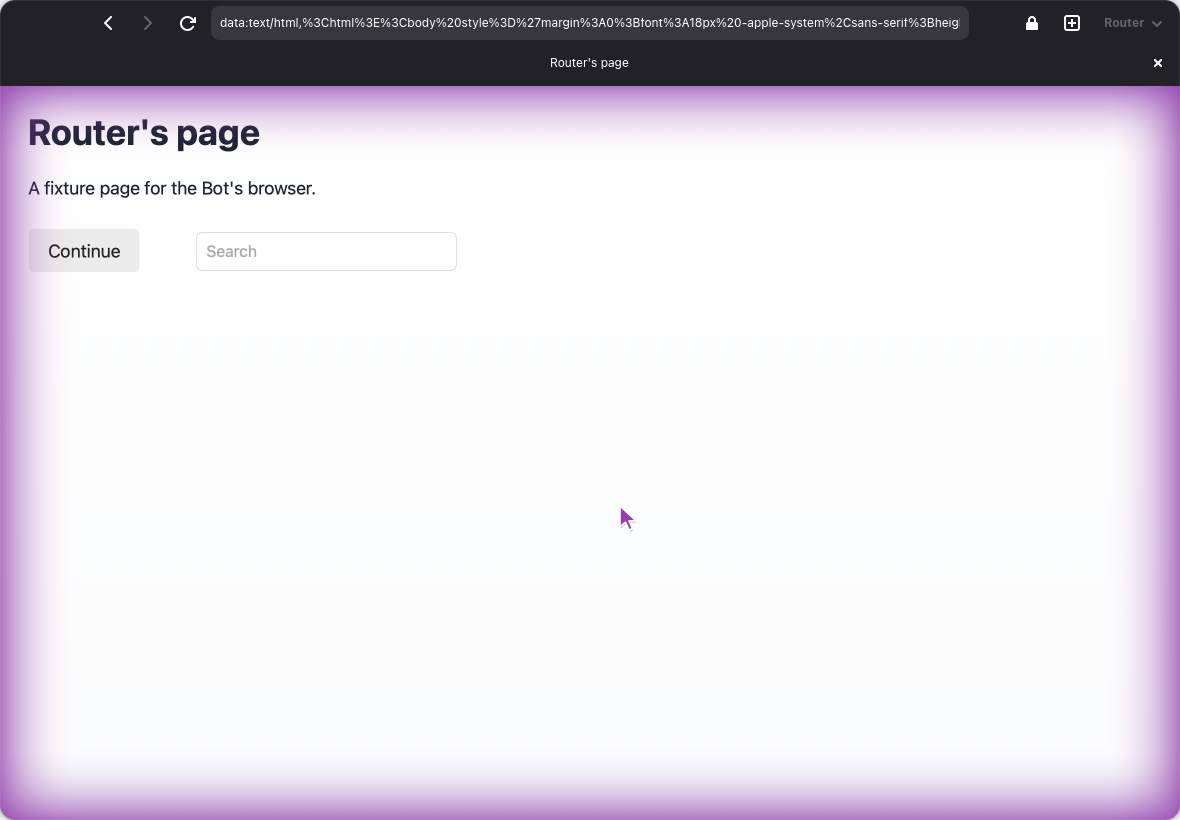 data:text/html,%3Chtml%3E%3Cbody%20style%3D%27margin%3A0%3Bfont%3A18px%20-apple-system%2Csans-serif%3Bheig
Router
Router's page
Router's page
A fixture page for the Bot's browser.
Continue
Search